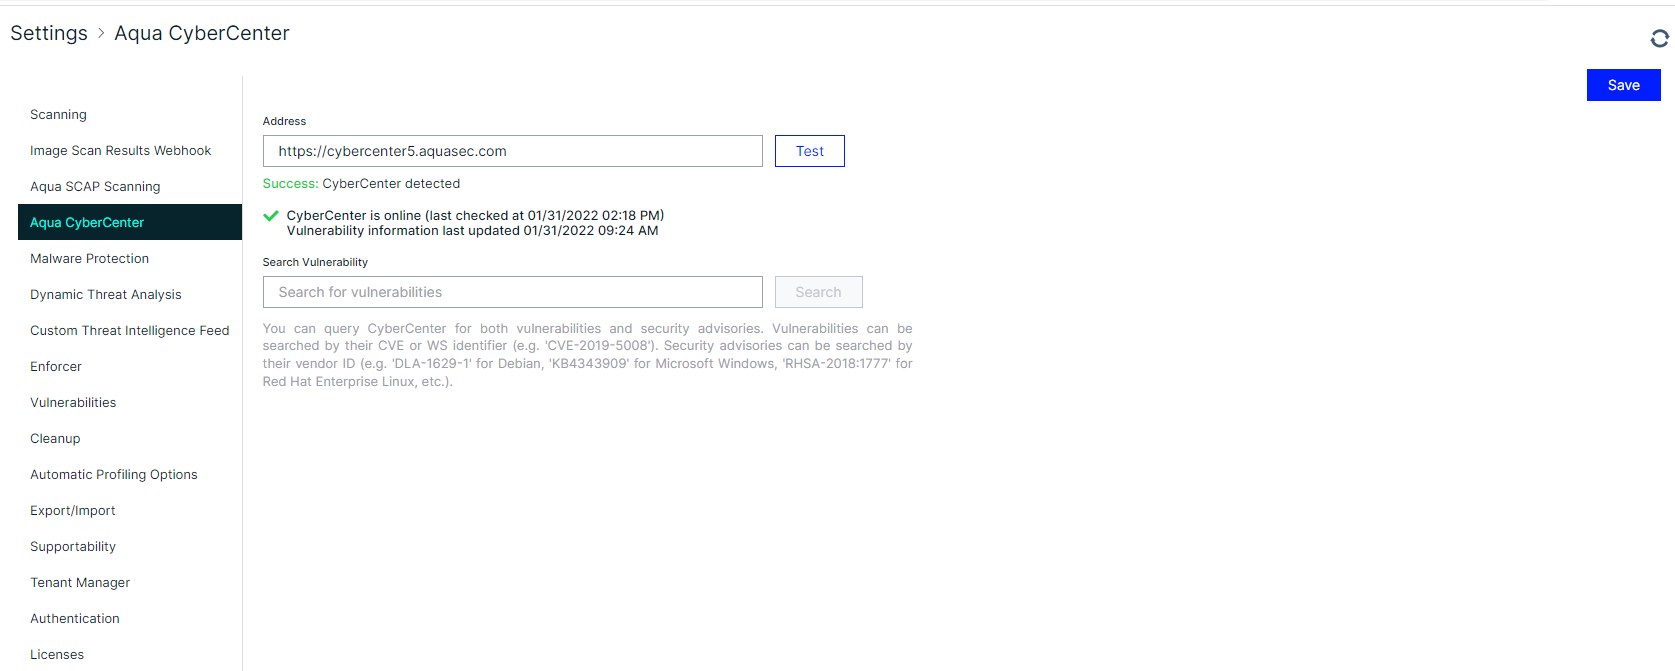 Settings > Aqua CyberCenter
Save
Scanning
Image Scan Results Webhook
Aqua SCAP Scanning
Aqua CyberCenter
Malware Protection
Dynamic Threat Analysis
Custom Threat Intelligence Feed
Enforcer
Vulnerabilities
Cleanup
Automatic Profiling Options
Export/Import
Supportability
Tenant Manager
Authentication
Licenses
Address
https://cybercenter5.aquasec.com
Test
Success: CyberCenter detected
CyberCenter is online (last checked at 01/31/2022 02:18 PM)
Vulnerability information last updated 01/31/2022 09:24 AM
Search Vulnerability
Search for vulnerabilities
Search
You can query CyberCenter for both vulnerabilities and security advisories. Vulnerabilities can be
searched by their CVE or WS identifier (e.g. 'CVE-2019-5008'). Security advisories can be searched by
their vendor ID (e.g. 'DLA-1629-1' for Debian, 'KB4343909' for Microsoft Windows, 'RHSA-2018:1777' for
Red Hat Enterprise Linux, etc.).